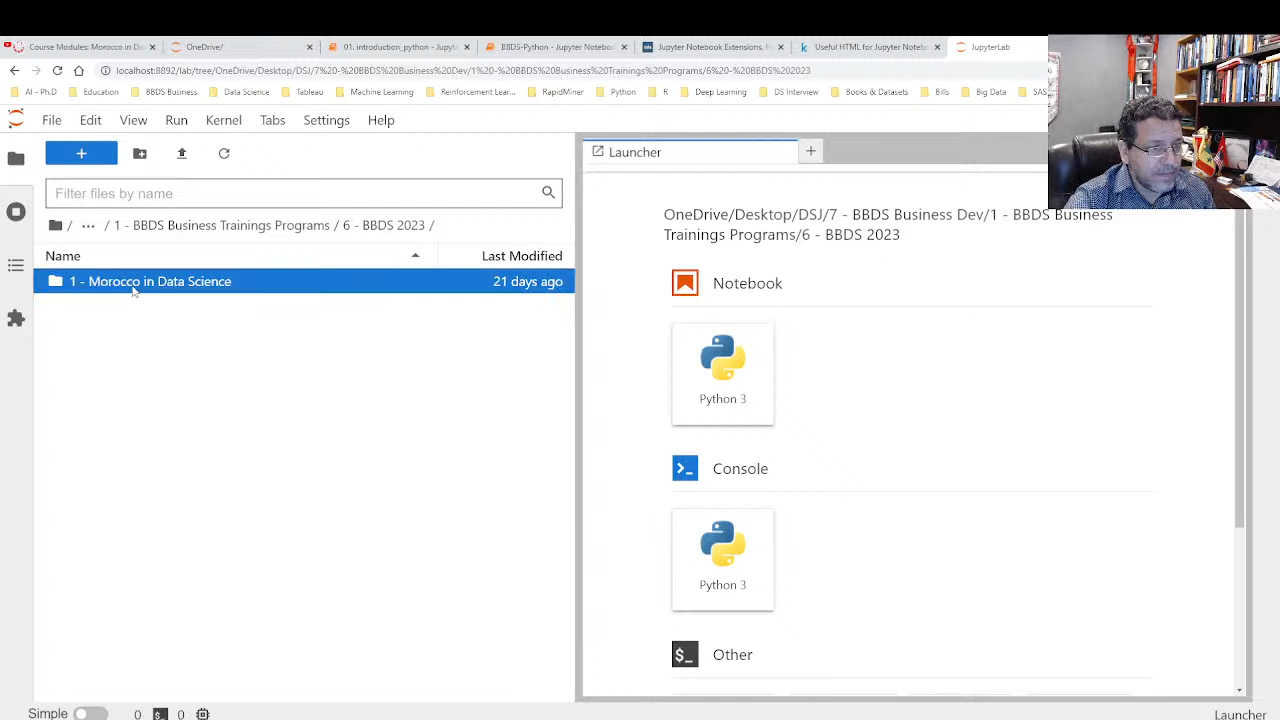 Course Modules: Morocco in Da
OneDrive/
01. introduction_python - Jupyte
BBDS-Python - Jupyter Notebo
Jupyter Notebook Extensions, P
Useful HTML for Jupyter Notebo
JupyterLab
localhost:8892/lab/tree/OneDrive/Desktop/DSJ/7%20-%20BBDS%20Business%20Dev/1%20-%20BBDS%20Business%20Trainings%20Programs/6%20-%20BBDS%202023
AI - Ph.D
Education
BBDS Business
Data Science
Tableau
Machine Learning
Reinforcement Lear...
RapidMiner
Python
R
Deep Learning
DS Interview
Books & Datasets
Bills
Big Data
SAS
File Edit View Run Kernel Tabs Settings Help
Launcher
Filter files by name
/ ··· / 1 - BBDS Business Trainings Programs / 6 - BBDS 2023 /
Name
Last Modified
1 - Morocco in Data Science
21 days ago
OneDrive/Desktop/DSJ/7 - BBDS Business Dev/1 - BBDS Business
Trainings Programs/6 - BBDS 2023
Notebook
Python 3
Console
Python 3
$_ Other
Simple
0
0
Launcher